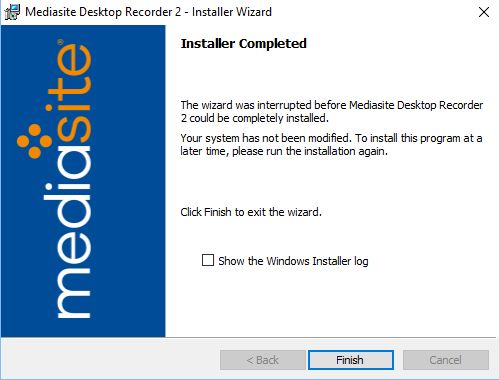 Mediasite Desktop Recorder 2 - Installer Wizard
mediasite®
Installer Completed
The wizard was interrupted before Mediasite Desktop Recorder
2 could be completely installed.
Your system has not been modified. To install this program at a
later time, please run the installation again.
Click Finish to exit the wizard.
Show the Windows Installer log
< Back
Finish
Cancel